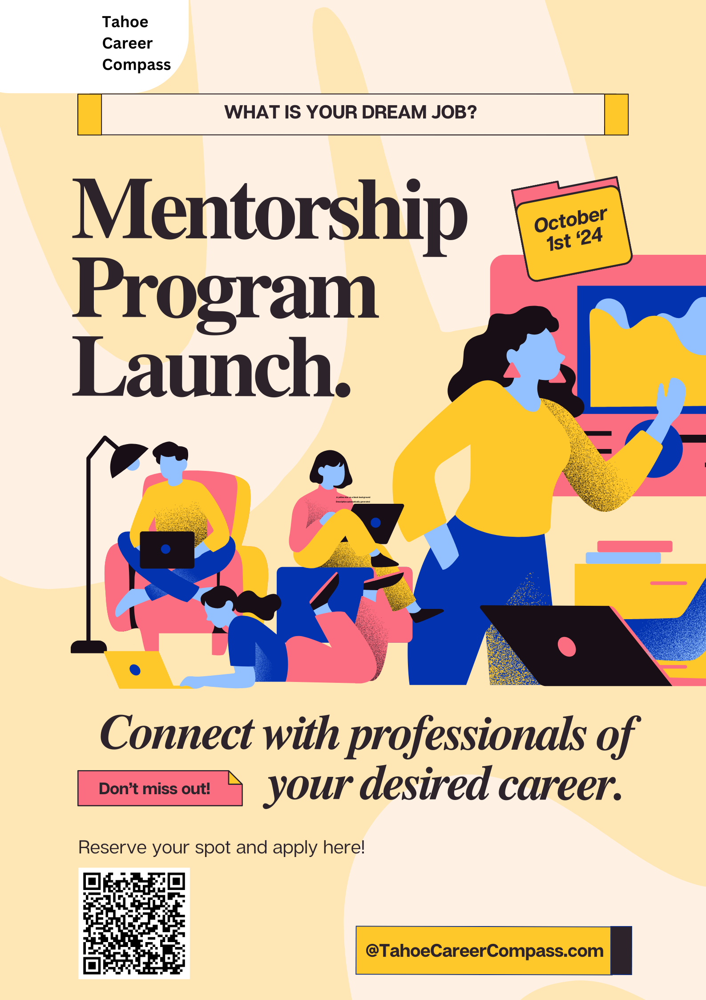 Tahoe
Career
Compass
WHAT IS YOUR DREAM JOB?
Mentorship
Program
Launch.
October
1st ‘24
A yellow star on a black background
Description automatically generated
Connect with professionals of
your desired career.
Don’t miss out!
Reserve your spot and apply here!
@TahoeCareerCompass.com